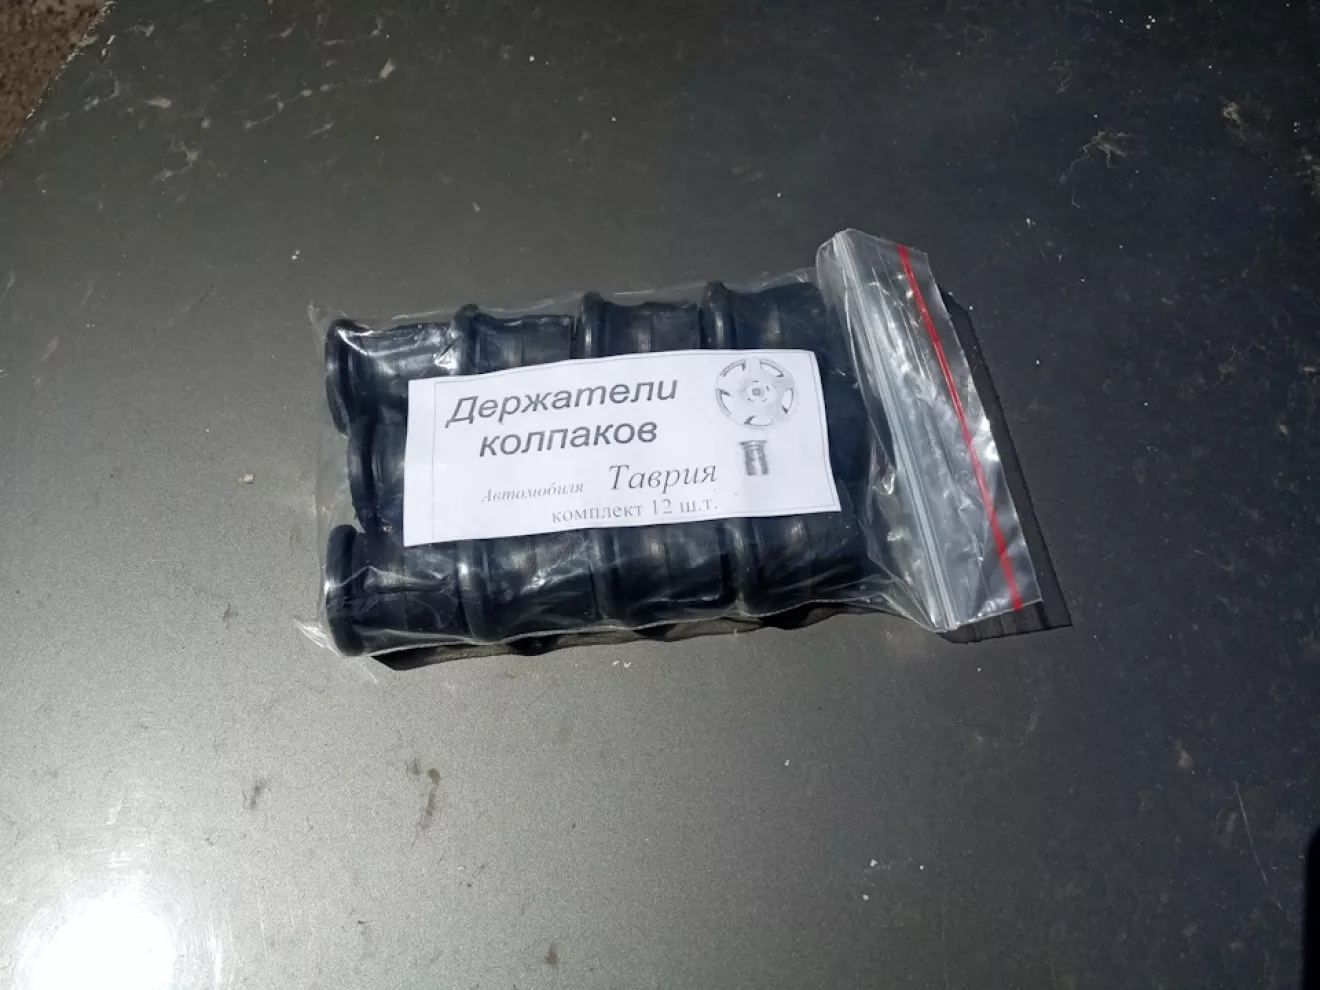 Держатели
колпаков
Автомобиля Таврия
комплект 12 ш.т.